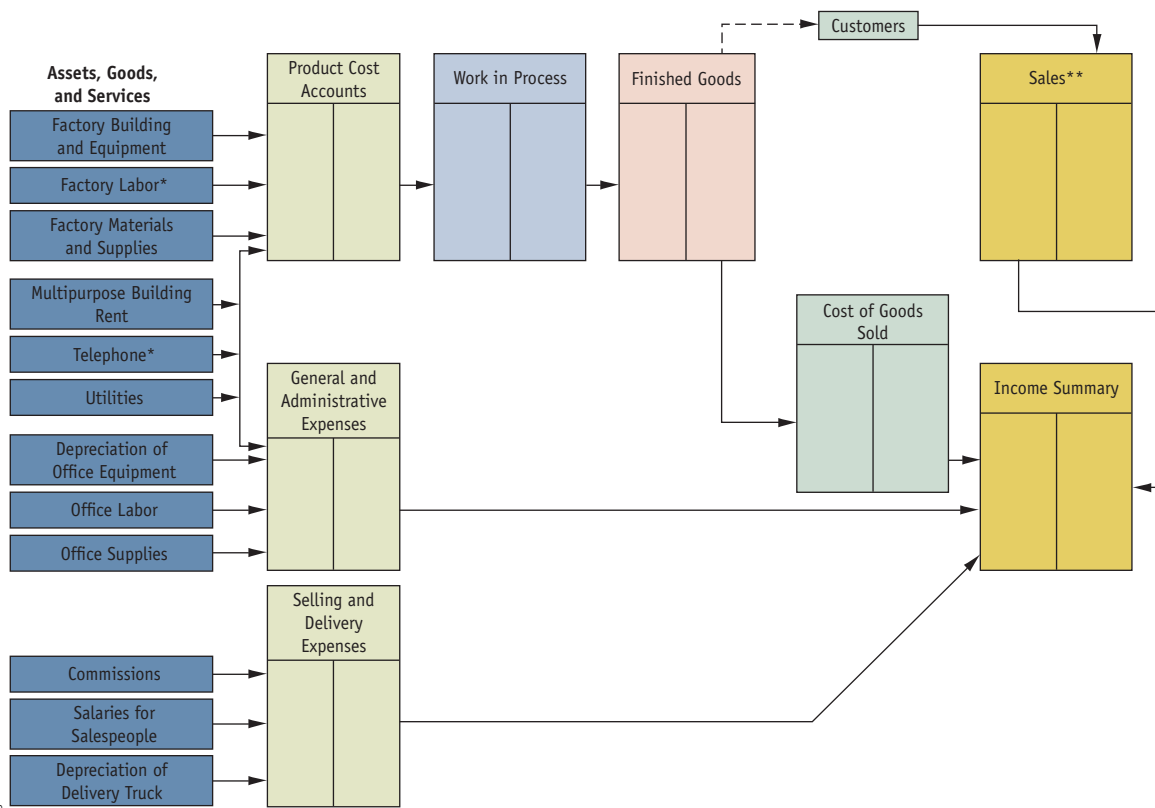 Customers
Assets, Goods,
and Services
Factory Building
and Equipment
Factory Labor*
Factory Materials
and Supplies
Multipurpose Building
Rent
Telephone*
Utilities
Depreciation of
Office Equipment
Office Labor
Office Supplies
Commissions
Salaries for
Salespeople
Depreciation of
Delivery Truck
Product Cost
Accounts
General and
Administrative
Expenses
Selling and
Delivery
Expenses
Work in Process
Finished Goods
Cost of Goods
Sold
Sales**
Income Summary